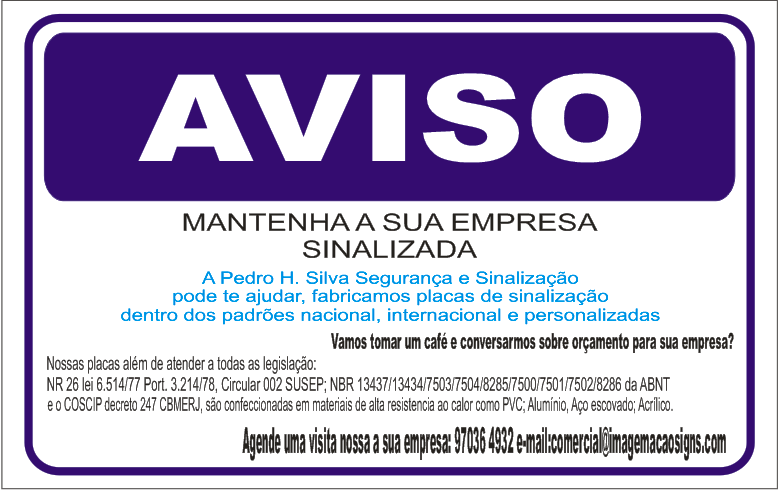 AVISO
MANTENHA A SUA EMPRESA
SINALIZADA
A Pedro H. Silva Segurança e Sinalização
pode te ajudar, fabricamos placas de sinalização
dentro dos padrões nacional, internacional e personalizadas
Vamos tomar um café e conversarmos sobre orçamento para sua empresa?
Nossas placas além de atender a todas as legislação:
NR 26 lei 6.514/77 Port. 3.214/78, Circular 002 SUSEP; NBR 13437/13434/7503/7504/8285/7500/7501/7502/8286 da ABNT
e o COSCIP decreto 247 CBMERJ, são confeccionadas em materiais de alta resistencia ao calor como PVC; Alumínio, Aço escovado; Acrílico.
Agende uma visita nossa a sua empresa: 97036 4932 e-mail:comercial@imagemacaosigns.com